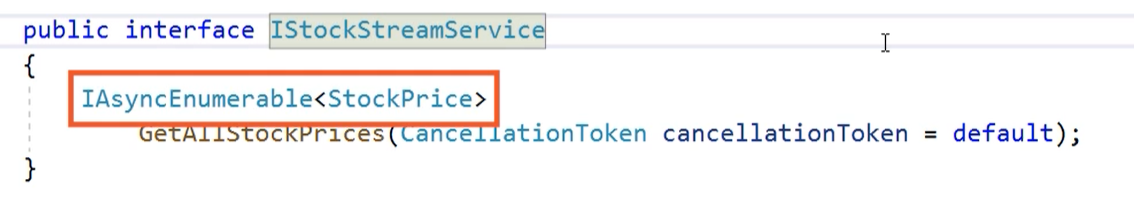 public interface IStockStreamService
{
IAsyncEnumerable<StockPrice>
GetAllStockPrices(CancellationToken cancellationToken = default);
}